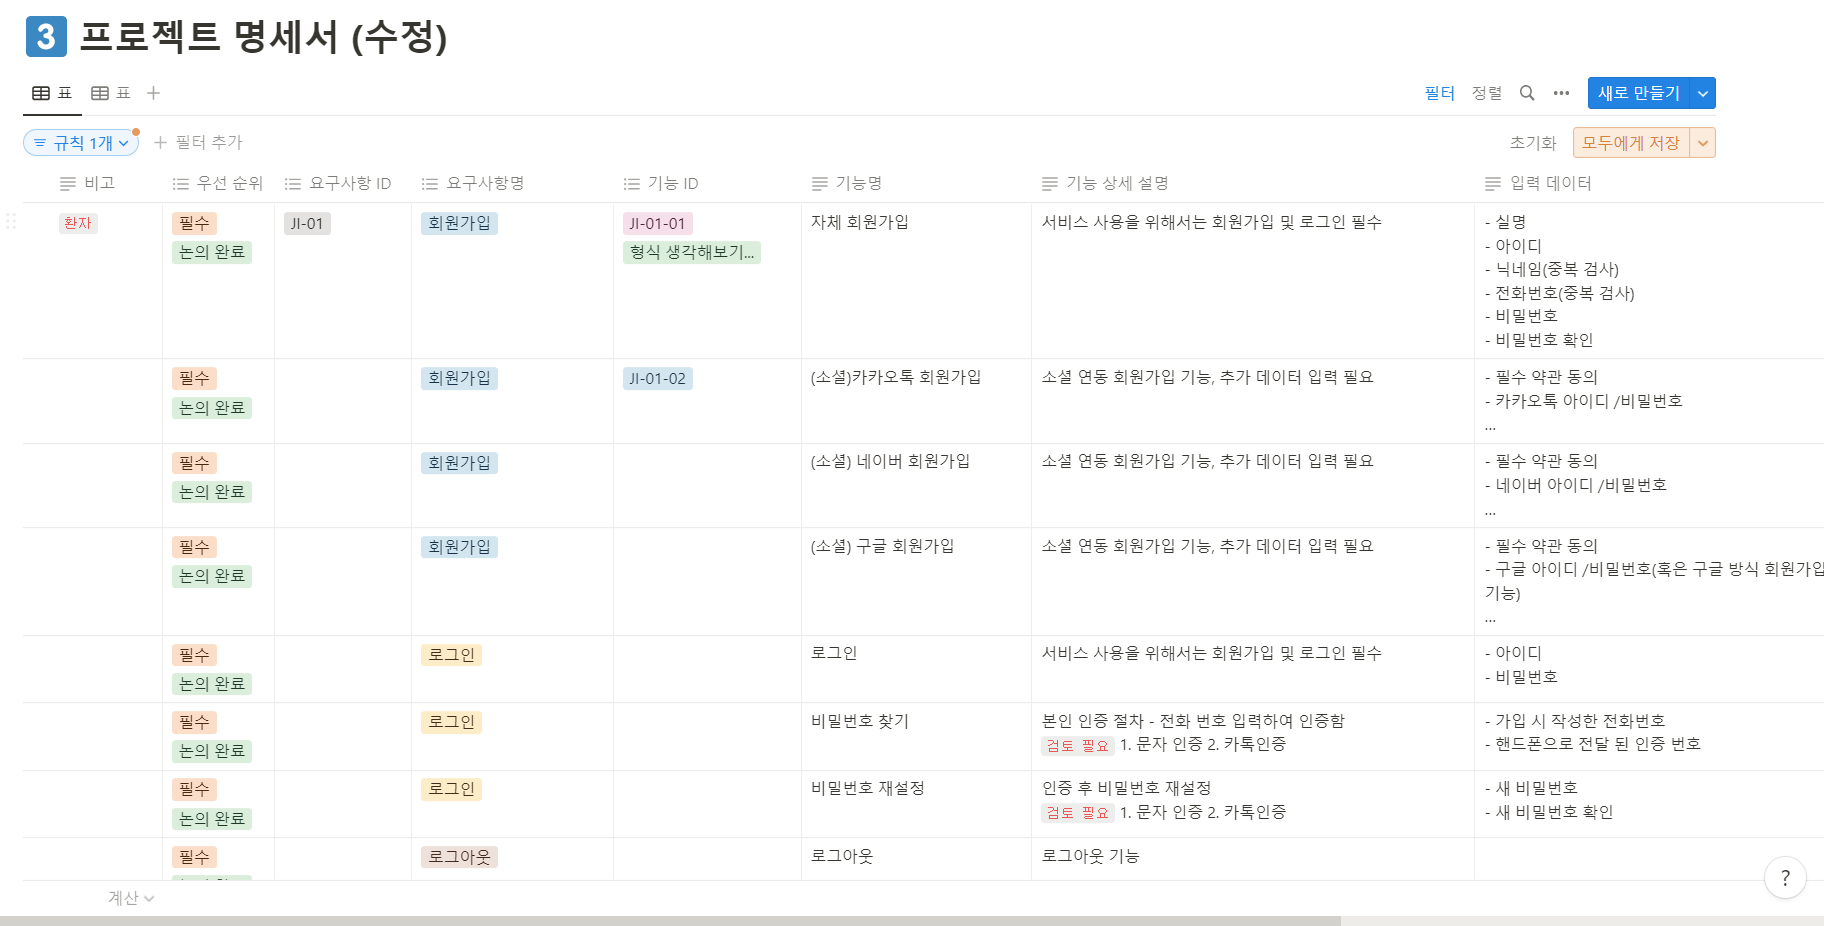 3 프로젝트 명세서 (수정)
표 표
필터 정렬 새로 만들기
규칙 1개 필터 추가 초기화 모두에게 저장
비고 우선 순위 요구사항 ID 요구사항명 기능 ID 기능명 기능 상세 설명 입력 데이터
환자 필수 JI-01 회원가입 JI-01-01 자체 회원가입 서비스 사용을 위해서는 회원가입 및 로그인 필수 - 실명
논의 완료 형식 생각해보기... - 아이디
- 닉네임(중복 검사)
- 전화번호(중복 검사)
- 비밀번호
- 비밀번호 확인
필수 회원가입 JI-01-02 (소셜)카카오톡 회원가입 소셜 연동 회원가입 기능, 추가 데이터 입력 필요 - 필수 약관 동의
논의 완료 - 카카오톡 아이디 /비밀번호
...
필수 회원가입 (소셜) 네이버 회원가입 소셜 연동 회원가입 기능, 추가 데이터 입력 필요 - 필수 약관 동의
논의 완료 - 네이버 아이디 /비밀번호
...
필수 회원가입 (소셜) 구글 회원가입 소셜 연동 회원가입 기능, 추가 데이터 입력 필요 - 필수 약관 동의
논의 완료 - 구글 아이디 /비밀번호(혹은 구글 방식 회원가입
기능)
...
필수 로그인 로그인 서비스 사용을 위해서는 회원가입 및 로그인 필수 - 아이디
논의 완료 - 비밀번호
필수 로그인 비밀번호 찾기 본인 인증 절차 - 전화 번호 입력하여 인증함 - 가입 시 작성한 전화번호
논의 완료 검토 필요 1. 문자 인증 2. 카톡인증 - 핸드폰으로 전달 된 인증 번호
필수 로그인 비밀번호 재설정 인증 후 비밀번호 재설정 - 새 비밀번호
논의 완료 검토 필요 1. 문자 인증 2. 카톡인증 - 새 비밀번호 확인
필수 로그아웃 로그아웃 로그아웃 기능
계산
?